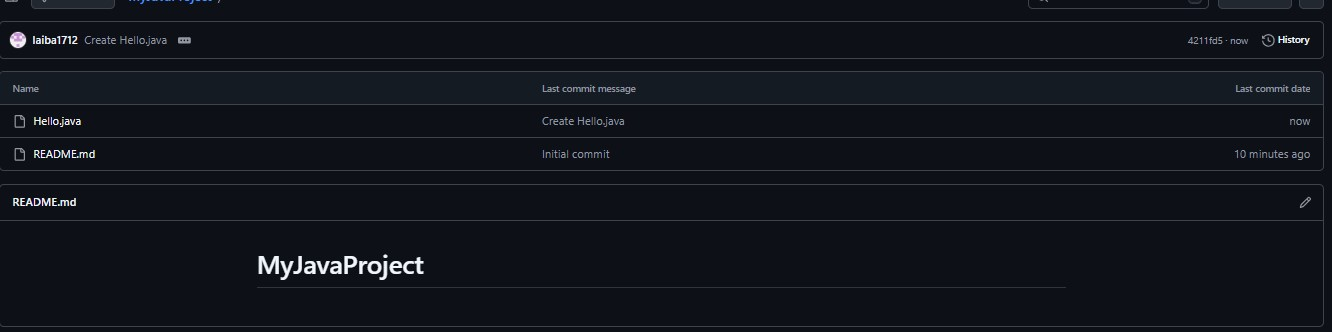 MyJavaProject /
laiba1712 Create Hello.java 4211fd5 · now History
Name Last commit message Last commit date
Hello.java Create Hello.java now
README.md Initial commit 10 minutes ago
README.md
MyJavaProject